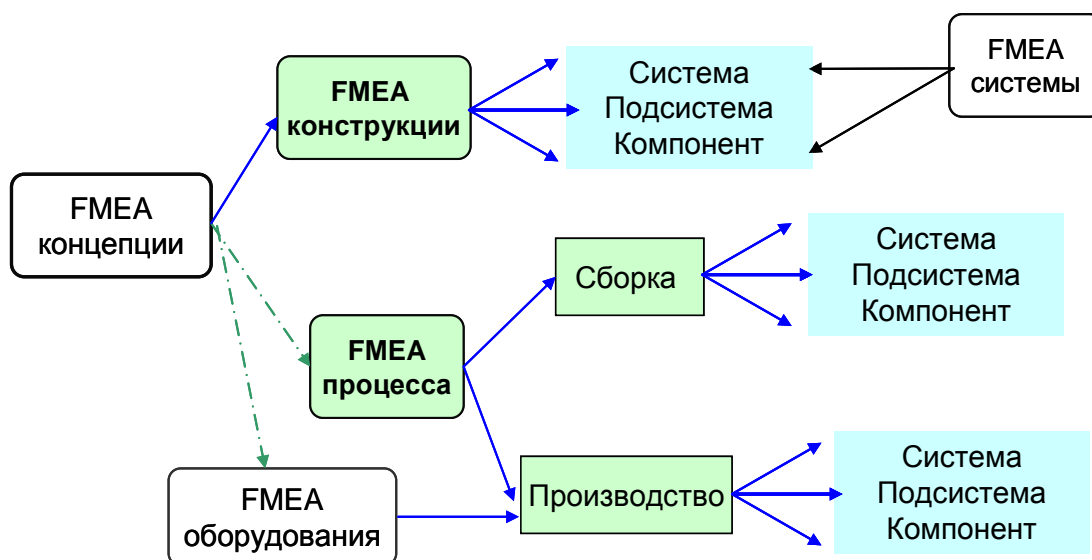 FMEA
конструкции
Система
Подсистема
Компонент
FMEA
системы
FMEA
концепции
Сборка
Система
Подсистема
Компонент
FMEA
процесса
FMEA
оборудования
Производство
Система
Подсистема
Компонент